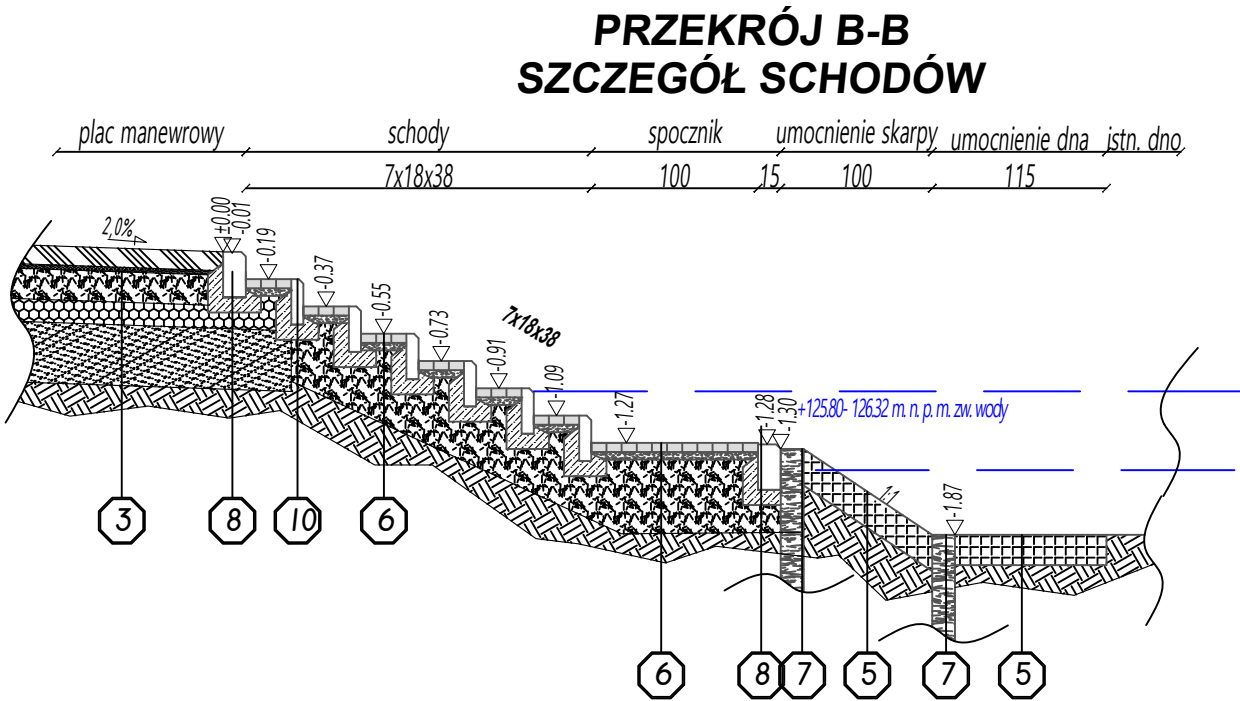 PRZEKRÓJ B-B
SZCZEGÓŁ SCHODÓW
plac manewrowy
schody
spocznik
umocnienie skarpy
umocnienie dna
istn. dno
7x18x38
100
15
100
115
2,0%
±0.00
-0.01
-0.19
-0.37
-0.55
-0.73
-0.91
-1.09
-1.27
-1.28
-1.30
-1.87
7x18x38
+125.80- 126.32 m. n. p. m. zw. wody
1:1
3
8
10
6
6
8
7
5
7
5